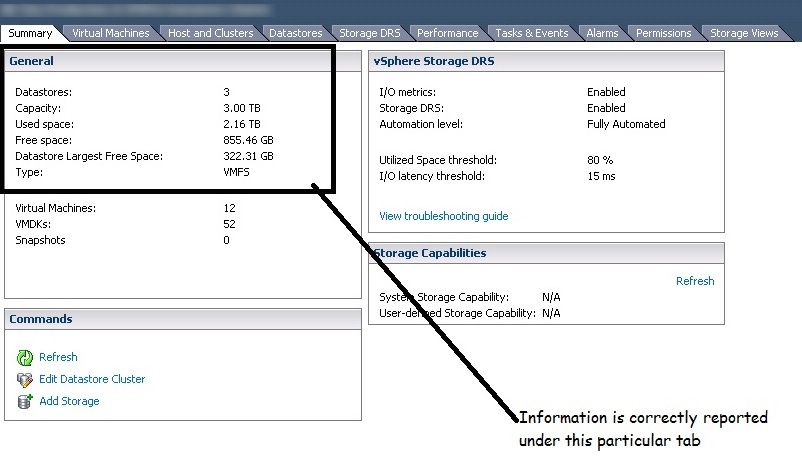 Summary Virtual Machines Host and Clusters Datastores Storage DRS Performance Tasks & Events Alarms Permissions Storage Views
General
Datastores: 3
Capacity: 3.00 TB
Used space: 2.16 TB
Free space: 855.46 GB
Datastore Largest Free Space: 322.31 GB
Type: VMFS
Virtual Machines: 12
VMDKs: 52
Snapshots 0
Commands
Refresh
Edit Datastore Cluster
Add Storage
vSphere Storage DRS
I/O metrics: Enabled
Storage DRS: Enabled
Automation level: Fully Automated
Utilized Space threshold: 80 %
I/O latency threshold: 15 ms
View troubleshooting guide
Storage Capabilities
Refresh
System Storage Capability: N/A
User-defined Storage Capability: N/A
Information is correctly reported
under this particular tab